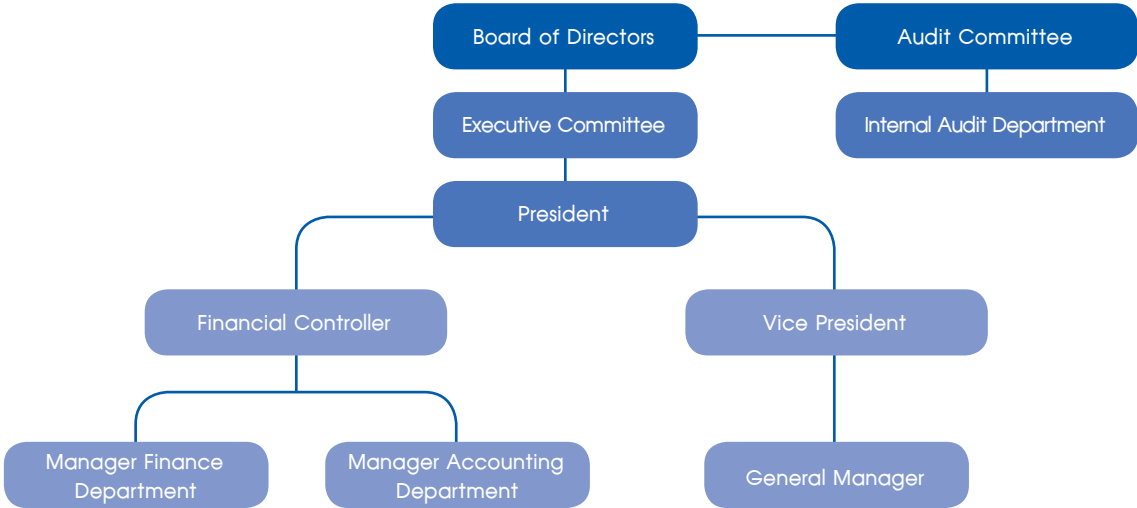 Board of Directors
Audit Committee
Executive Committee
Internal Audit Department
President
Financial Controller
Vice President
Manager Finance
Department
Manager Accounting
Department
General Manager